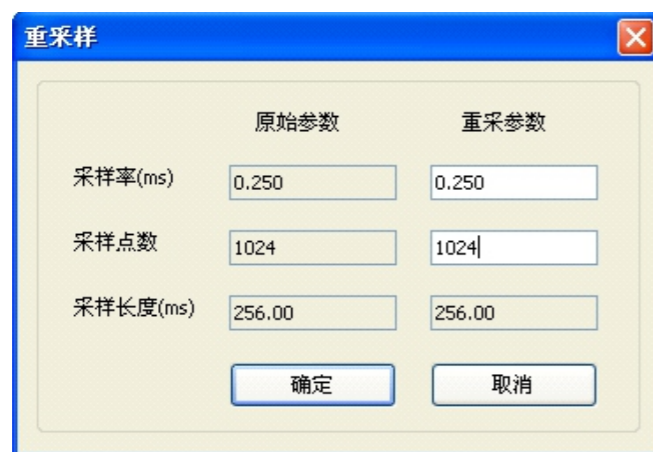 重采样
原始参数 重采参数
采样率(ms) 0.250 0.250
采样点数 1024 1024
采样长度(ms) 256.00 256.00
确定 取消